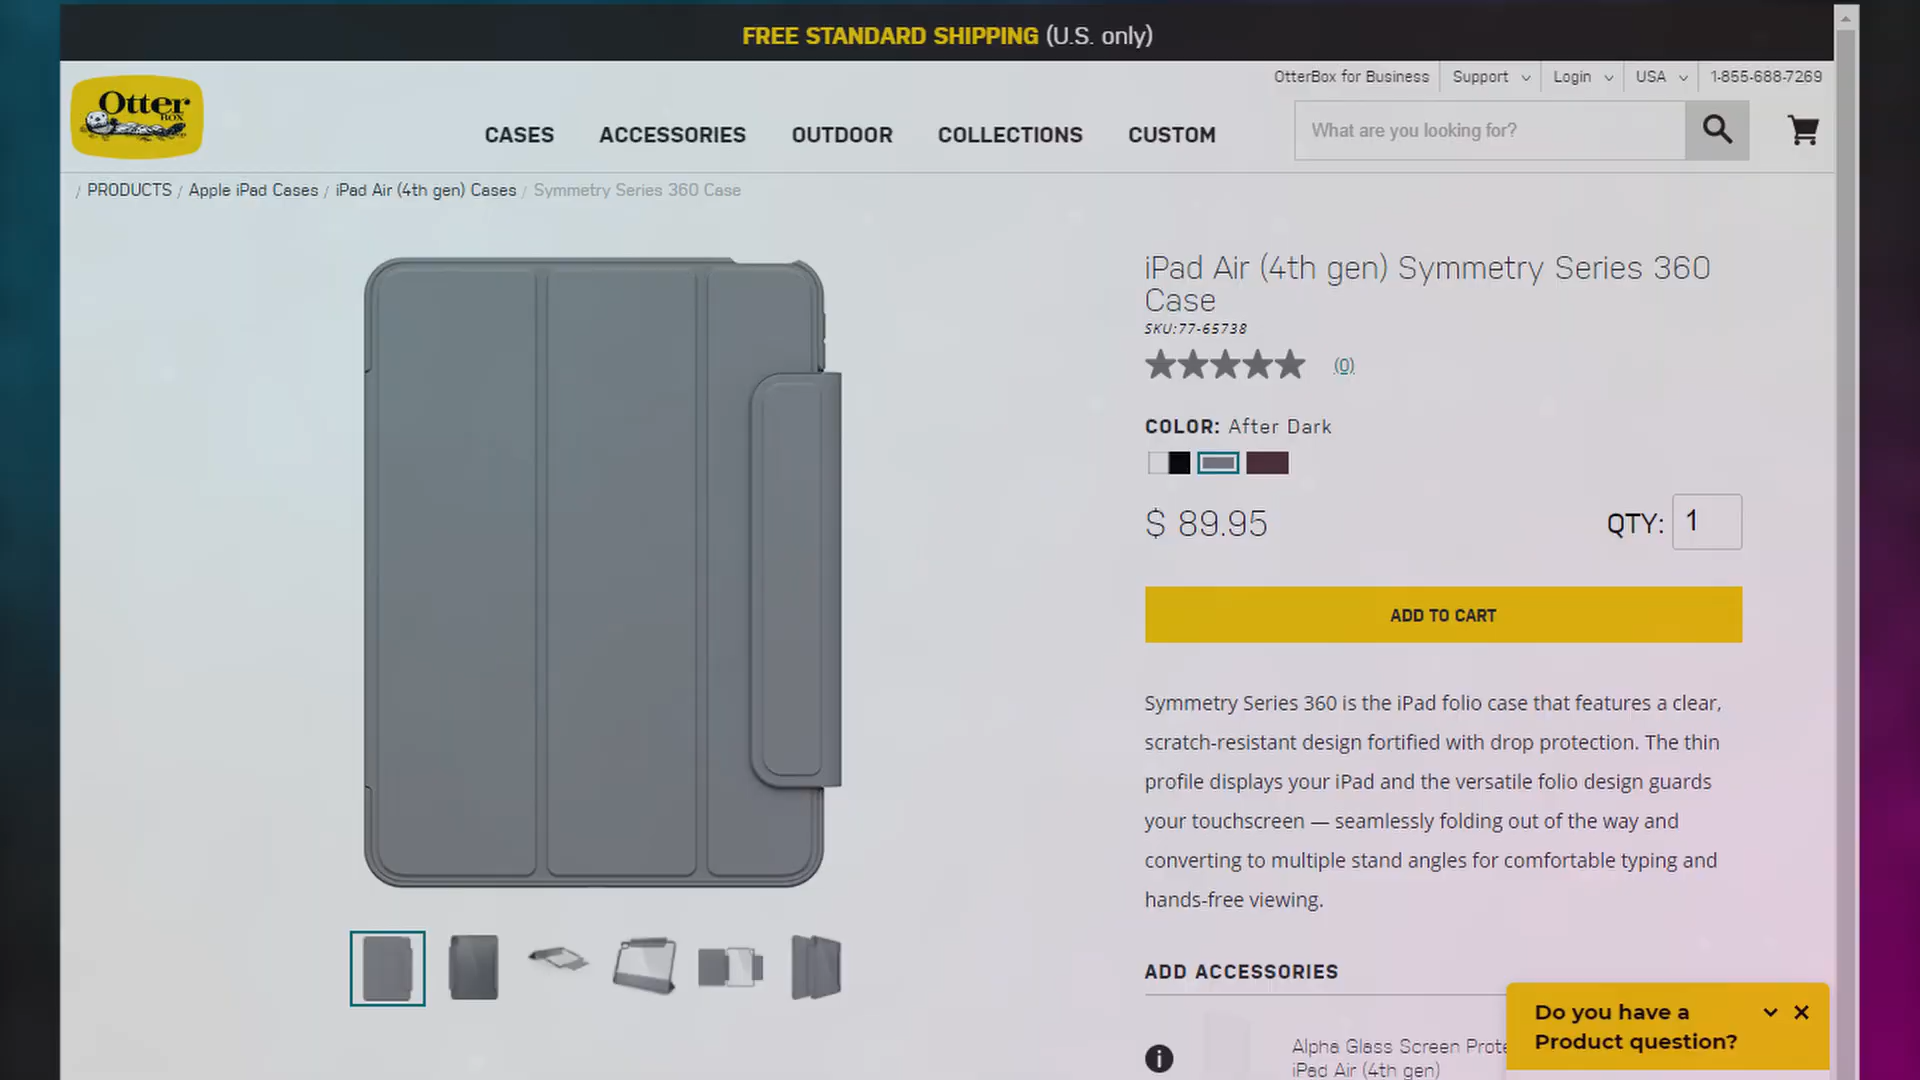 FREE STANDARD SHIPPING (U.S. only)
OtterBox for Business Support Login USA 1-855-688-7269
Otter BOX
CASES ACCESSORIES OUTDOOR COLLECTIONS CUSTOM
What are you looking for?
/ PRODUCTS / Apple iPad Cases / iPad Air (4th gen) Cases / Symmetry Series 360 Case
iPad Air (4th gen) Symmetry Series 360
Case
SKU:77-65738
(0)
COLOR: After Dark
$ 89.95
QTY: 1
ADD TO CART
Symmetry Series 360 is the iPad folio case that features a clear,
scratch-resistant design fortified with drop protection. The thin
profile displays your iPad and the versatile folio design guards
your touchscreen — seamlessly folding out of the way and
converting to multiple stand angles for comfortable typing and
hands-free viewing.
ADD ACCESSORIES
Alpha Glass Screen Prote
iPad Air (4th gen)
Do you have a
Product question?